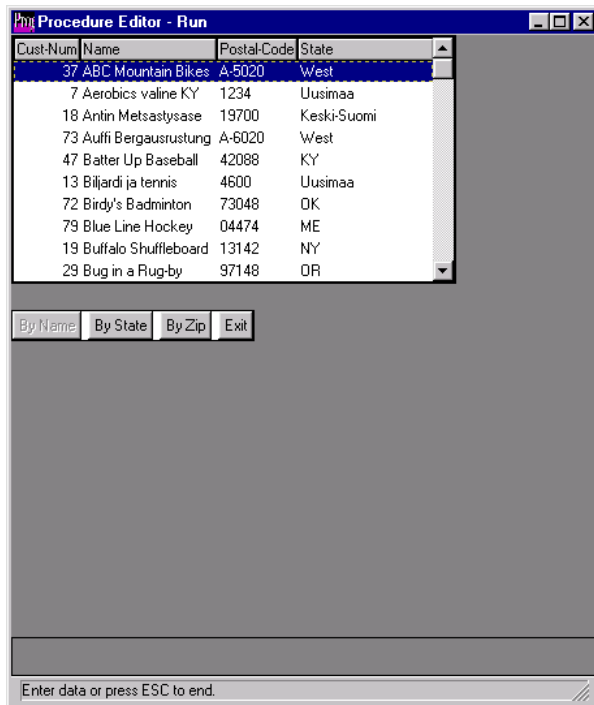 Pro Procedure Editor - Run
Cust-Num Name Postal-Code State
37 ABC Mountain Bikes A-5020 West
7 Aerobics valine KY 1234 Uusimaa
18 Antin Metsastysase 19700 Keski-Suomi
73 Auffi Bergausrustung A-6020 West
47 Batter Up Baseball 42088 KY
13 Biljardi ja tennis 4600 Uusimaa
72 Birdy's Badminton 73048 OK
79 Blue Line Hockey 04474 ME
19 Buffalo Shuffleboard 13142 NY
29 Bug in a Rug-by 97148 OR
By Name By State By Zip Exit
Enter data or press ESC to end.